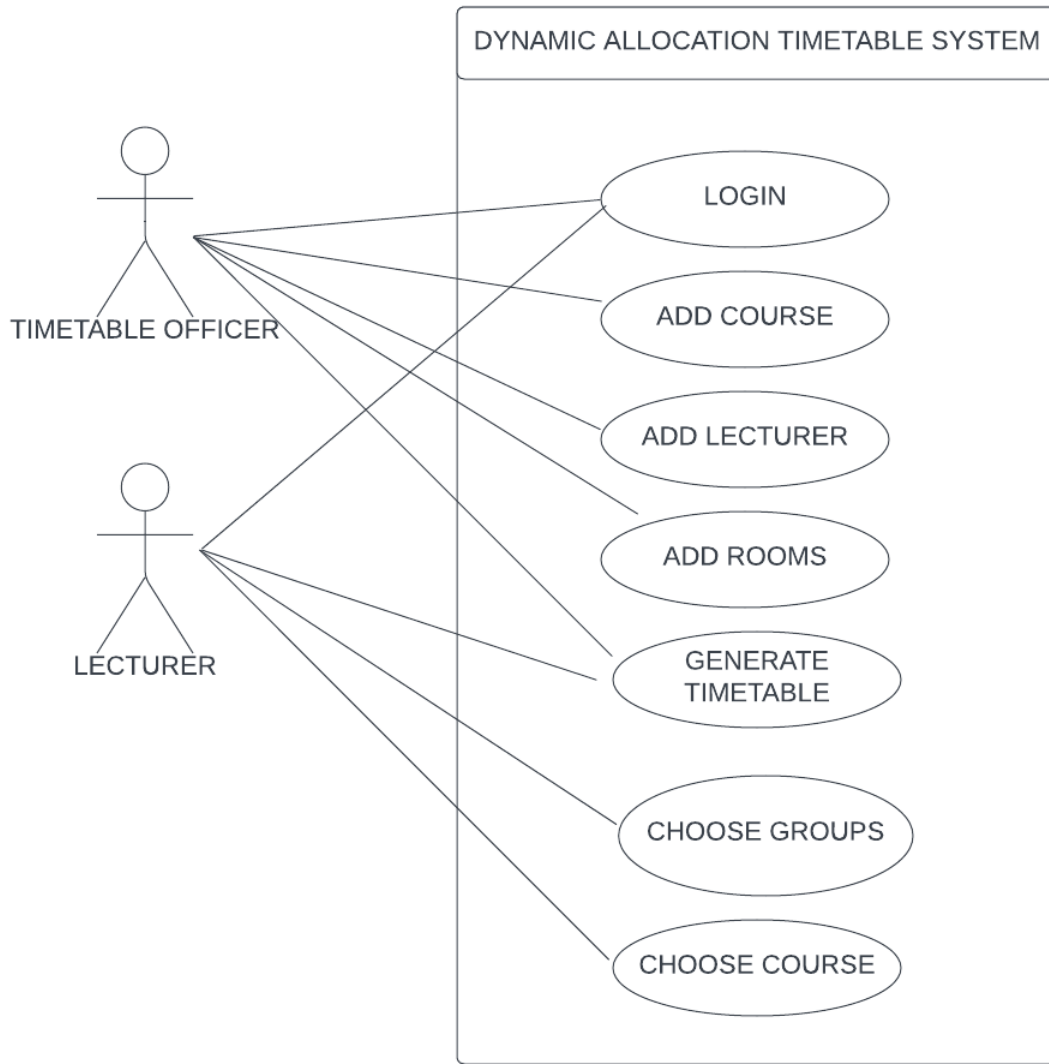 DYNAMIC ALLOCATION TIMETABLE SYSTEM
LOGIN
ADD COURSE
TIMETABLE OFFICER
ADD LECTURER
ADD ROOMS
LECTURER
GENERATE
TIMETABLE
CHOOSE GROUPS
CHOOSE COURSE